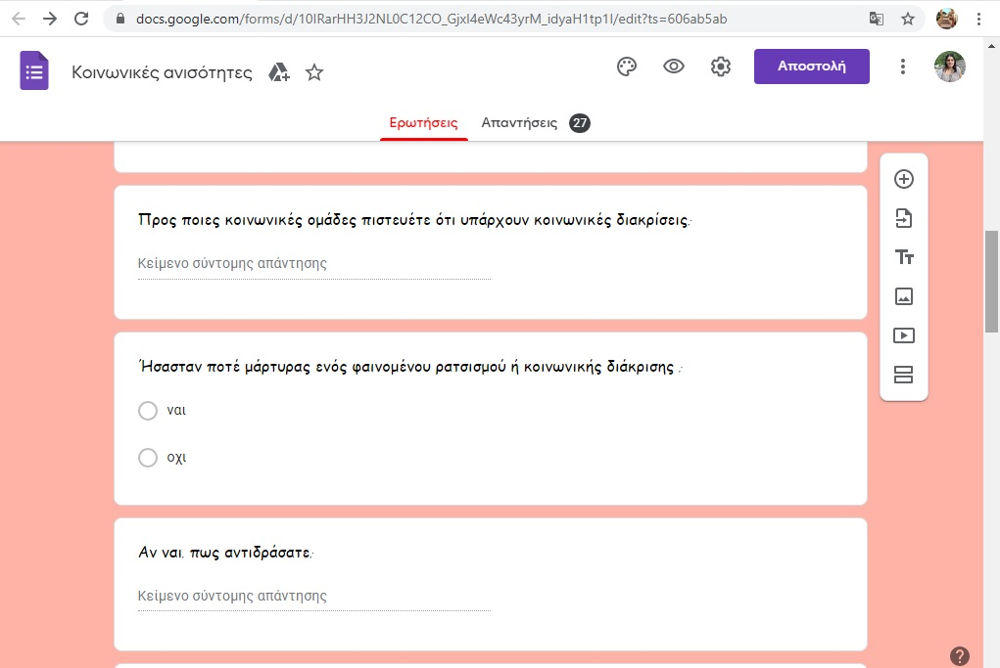 docs.google.com/forms/d/10IRarHH3J2NL0C12CO_Gjxl4eWc43yrM_idyaH1tp1I/edit?ts=606ab5ab
Κοινωνικές ανισότητες
Αποστολή
Ερωτήσεις Απαντήσεις 27
Προς ποιες κοινωνικές ομάδες πιστευέτε ότι υπάρχουν κοινωνικές διακρίσεις;
Κείμενο σύντομης απάντησης
Ήσασταν ποτέ μάρτυρας ενός φαινομένου ρατσισμού ή κοινωνικής διάκρισης ;
ναι
οχι
Αν ναι, πως αντιδράσατε;
Κείμενο σύντομης απάντησης